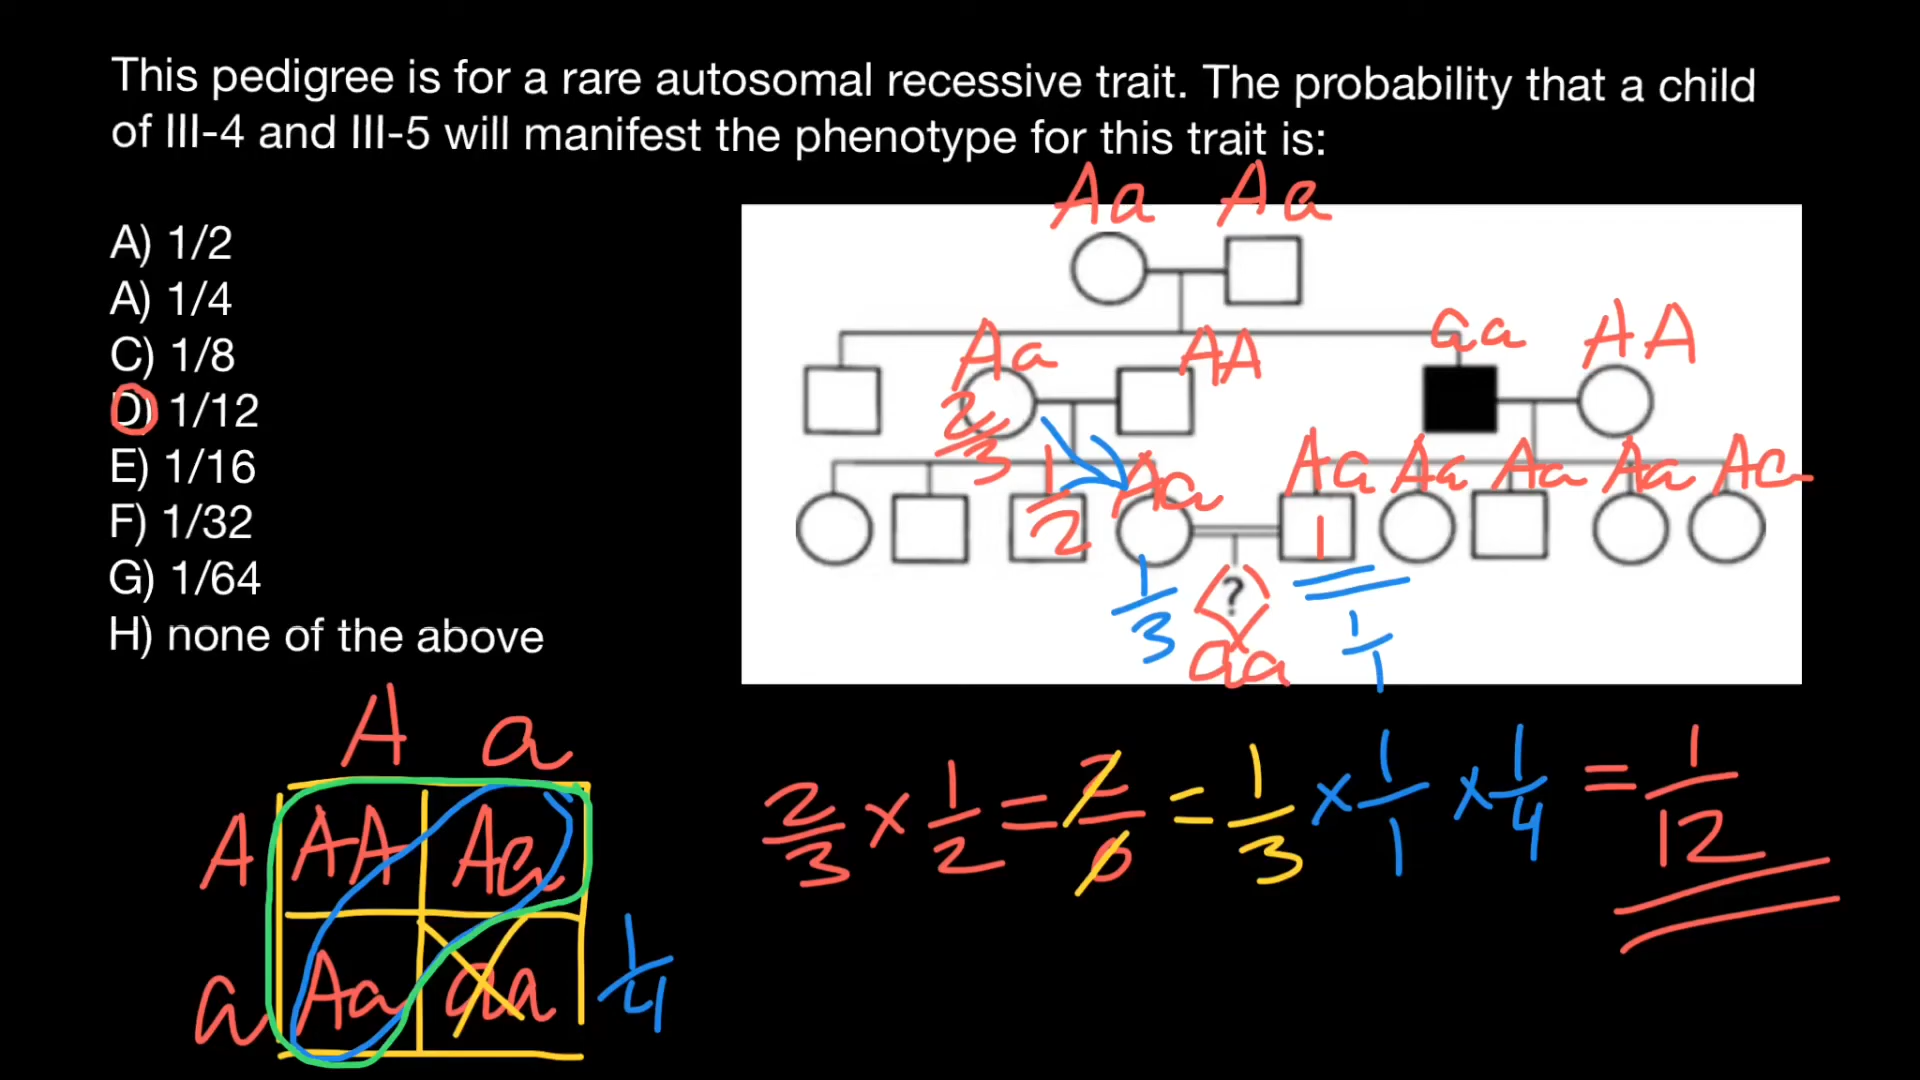 This pedigree is for a rare autosomal recessive trait. The probability that a child
of III-4 and III-5 will manifest the phenotype for this trait is:
Aa Aa
A) 1/2
A) 1/4
C) 1/8
D) 1/12
E) 1/16
F) 1/32
G) 1/64
H) none of the above
Aa AA aa AA
2/3
1/2 Aa Aa Aa Aa Aa Aa
1
1/3 ? 1/1
aa
A a
A AA Aa
a Aa aa 1/4
2/3 × 1/2 = 2/6 = 1/3 × 1/1 × 1/4 = 1/12